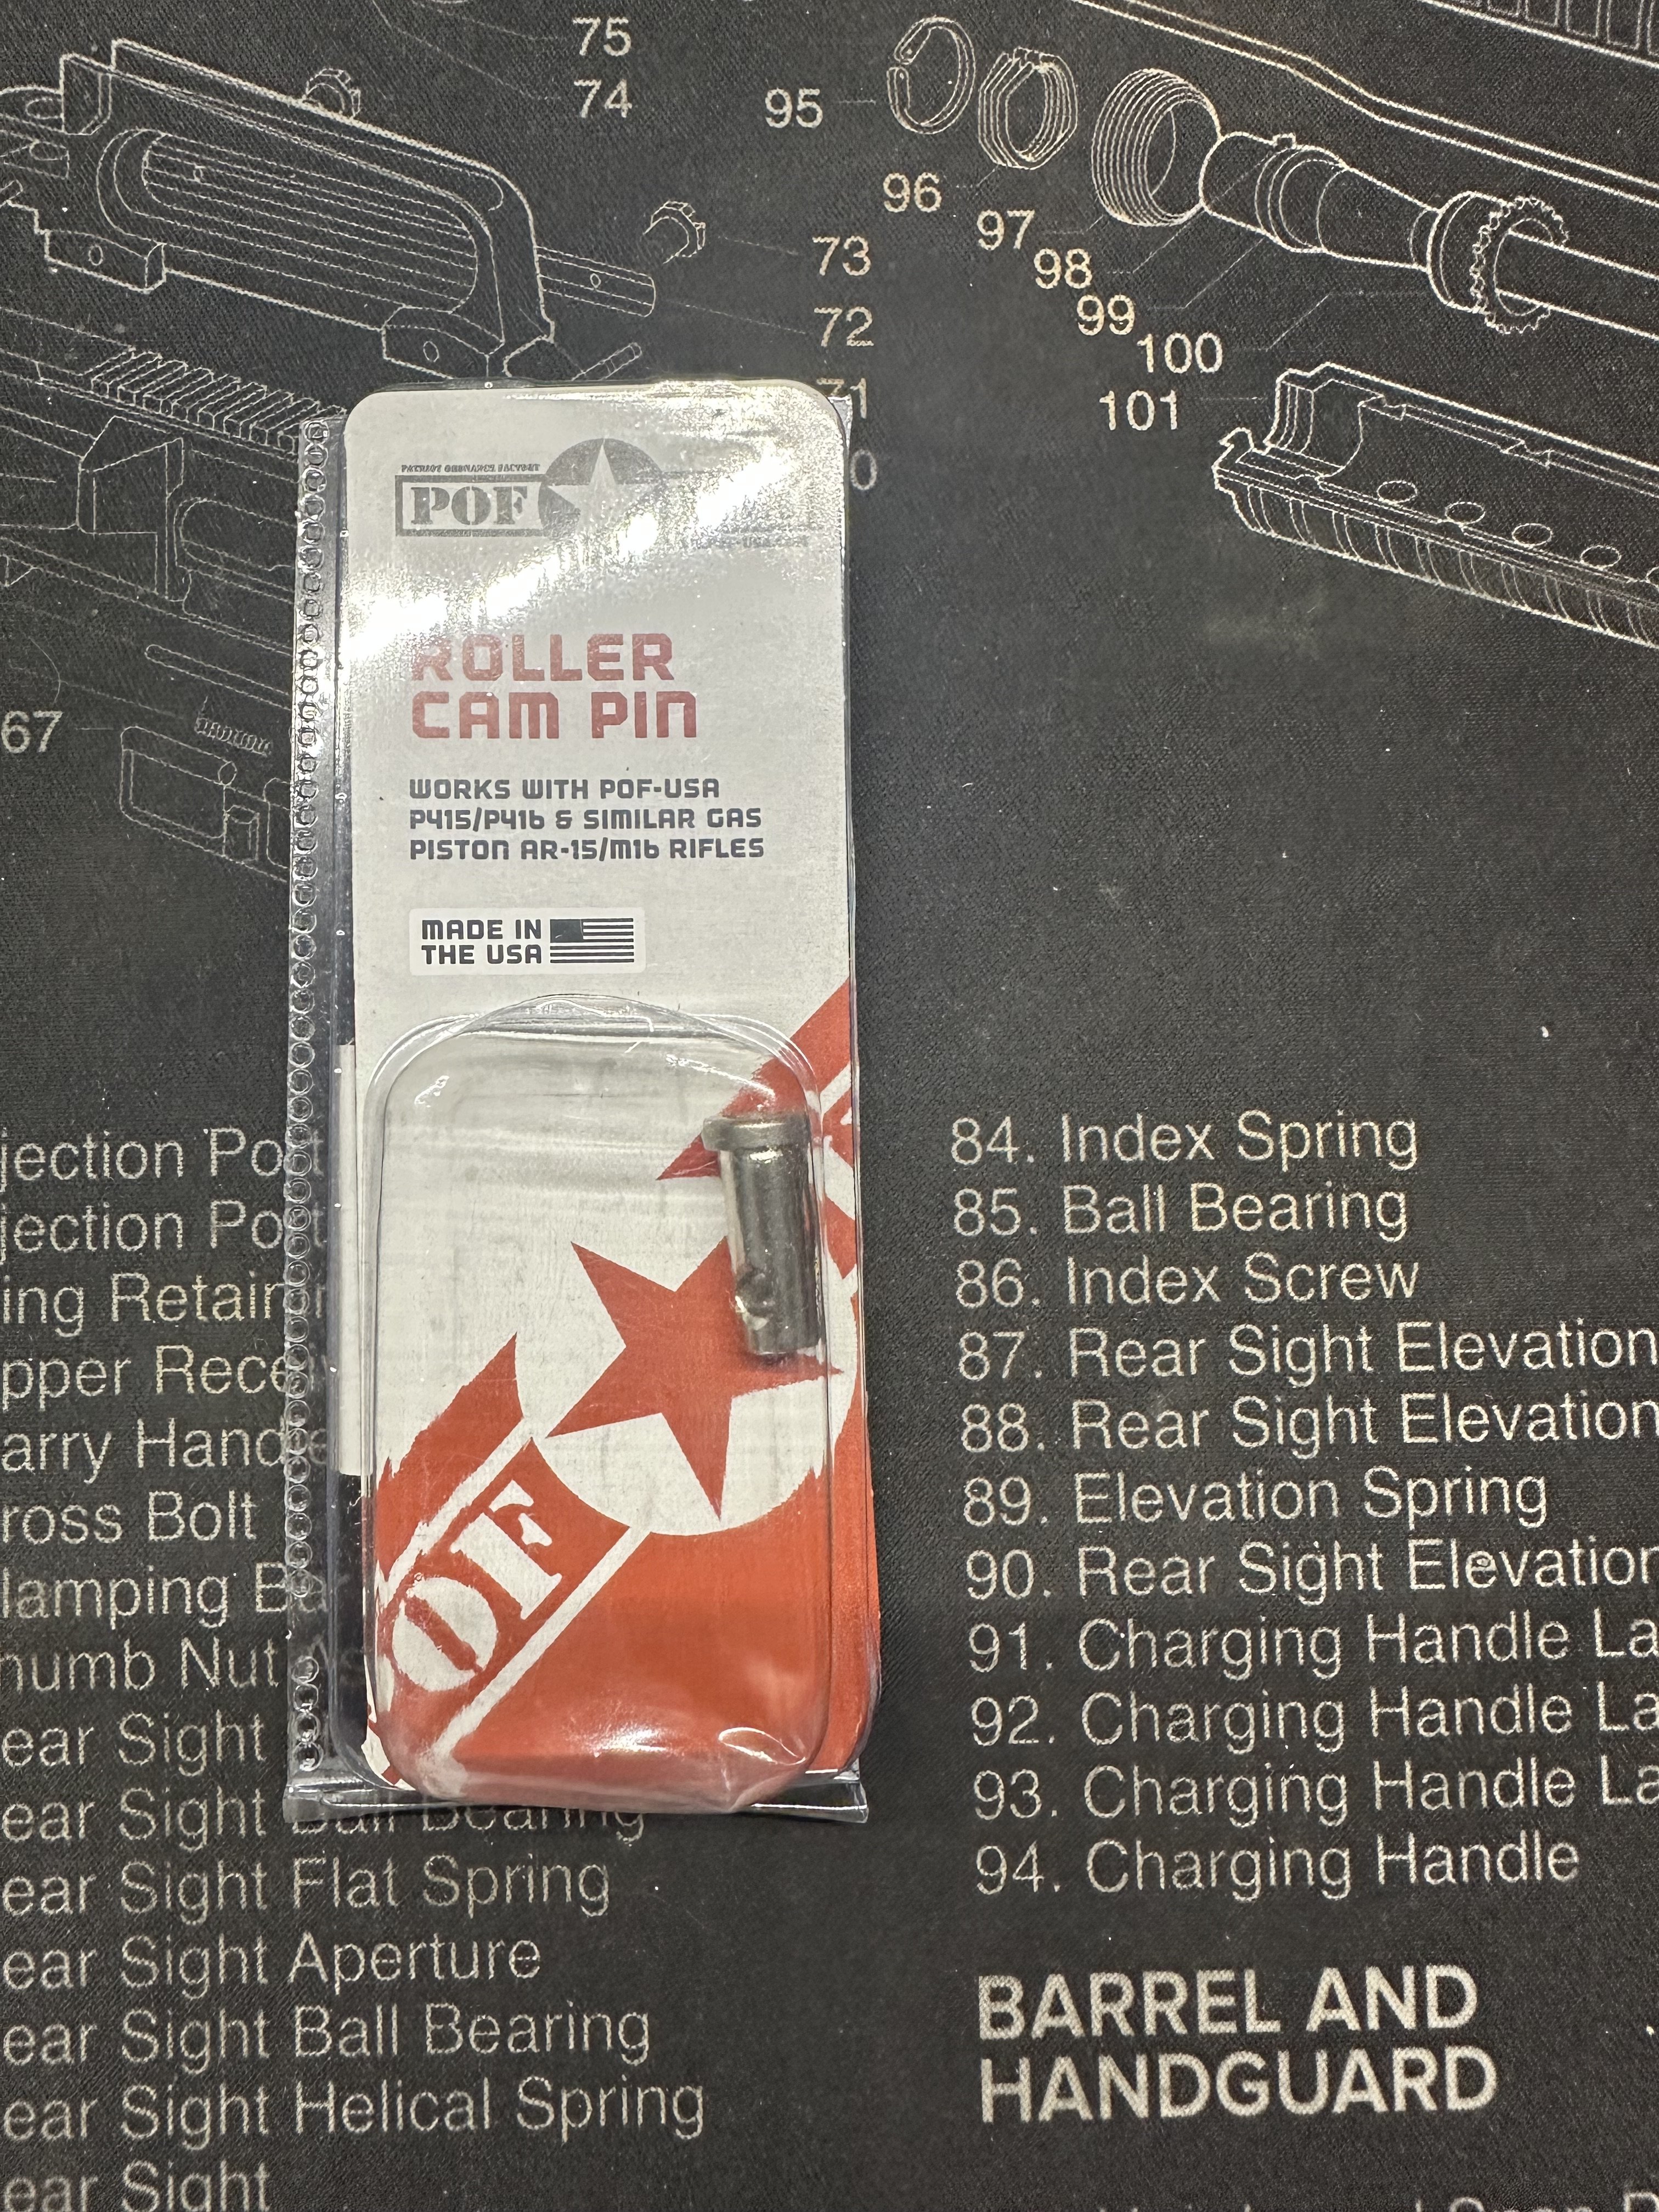 75
74
95
96
97
98
99
100
101
73
72
71
0
67
PATRIOT ORDNANCE FACTORY
POF
ROLLER
CAM PIN
WORKS WITH POF-USA
P415/P416 & SIMILAR GAS
PISTON AR-15/M16 RIFLES
MADE IN
THE USA
OF
jection Po
jection Po
ing Retain
pper Rece
arry Hand
ross Bolt
lamping
humb Nut
ear Sight
ear Sight Ball Bearing
ear Sight Flat Spring
ear Sight Aperture
ear Sight Ball Bearing
ear Sight Helical Spring
ear Sight
84. Index Spring
85. Ball Bearing
86. Index Screw
87. Rear Sight Elevation
88. Rear Sight Elevation
89. Elevation Spring
90. Rear Sight Elevation
91. Charging Handle La
92. Charging Handle La
93. Charging Handle La
94. Charging Handle
BARREL AND
HANDGUARD